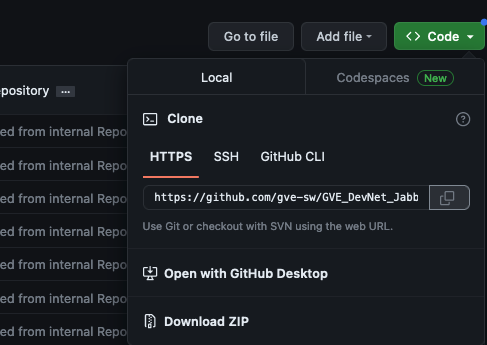 Go to file Add file Code
Local Codespaces New
epository ...
Clone
ed from internal Repo
HTTPS SSH GitHub CLI
ed from internal Repo
https://github.com/gve-sw/GVE_DevNet_Jabb
ed from internal Repo
Use Git or checkout with SVN using the web URL.
ed from internal Repo
ed from internal Repo
Open with GitHub Desktop
ed from internal Repo
Download ZIP
ed from internal Repo